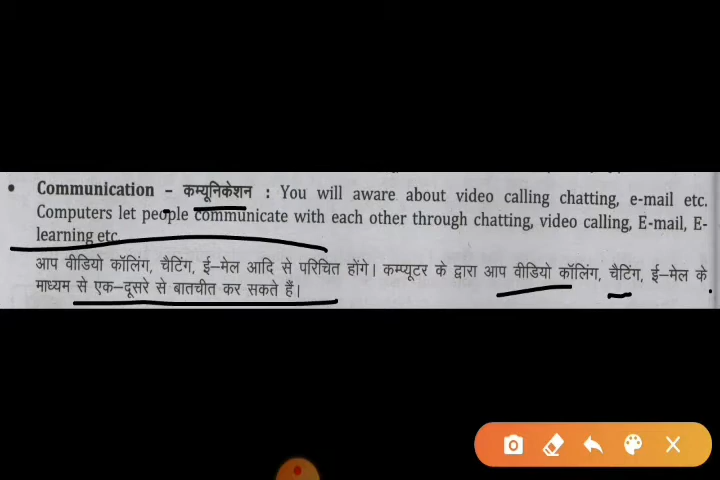 • Communication – कम्यूनिकेशन : You will aware about video calling chatting, e-mail etc.
Computers let people communicate with each other through chatting, video calling, E-mail, E-
learning etc
आप वीडियो कॉलिंग, चैटिंग, ई–मेल आदि से परिचित होंगे। कम्प्यूटर के द्वारा आप वीडियो कॉलिंग, चैटिंग, ई–मेल के
माध्यम से एक–दूसरे से बातचीत कर सकते हैं।